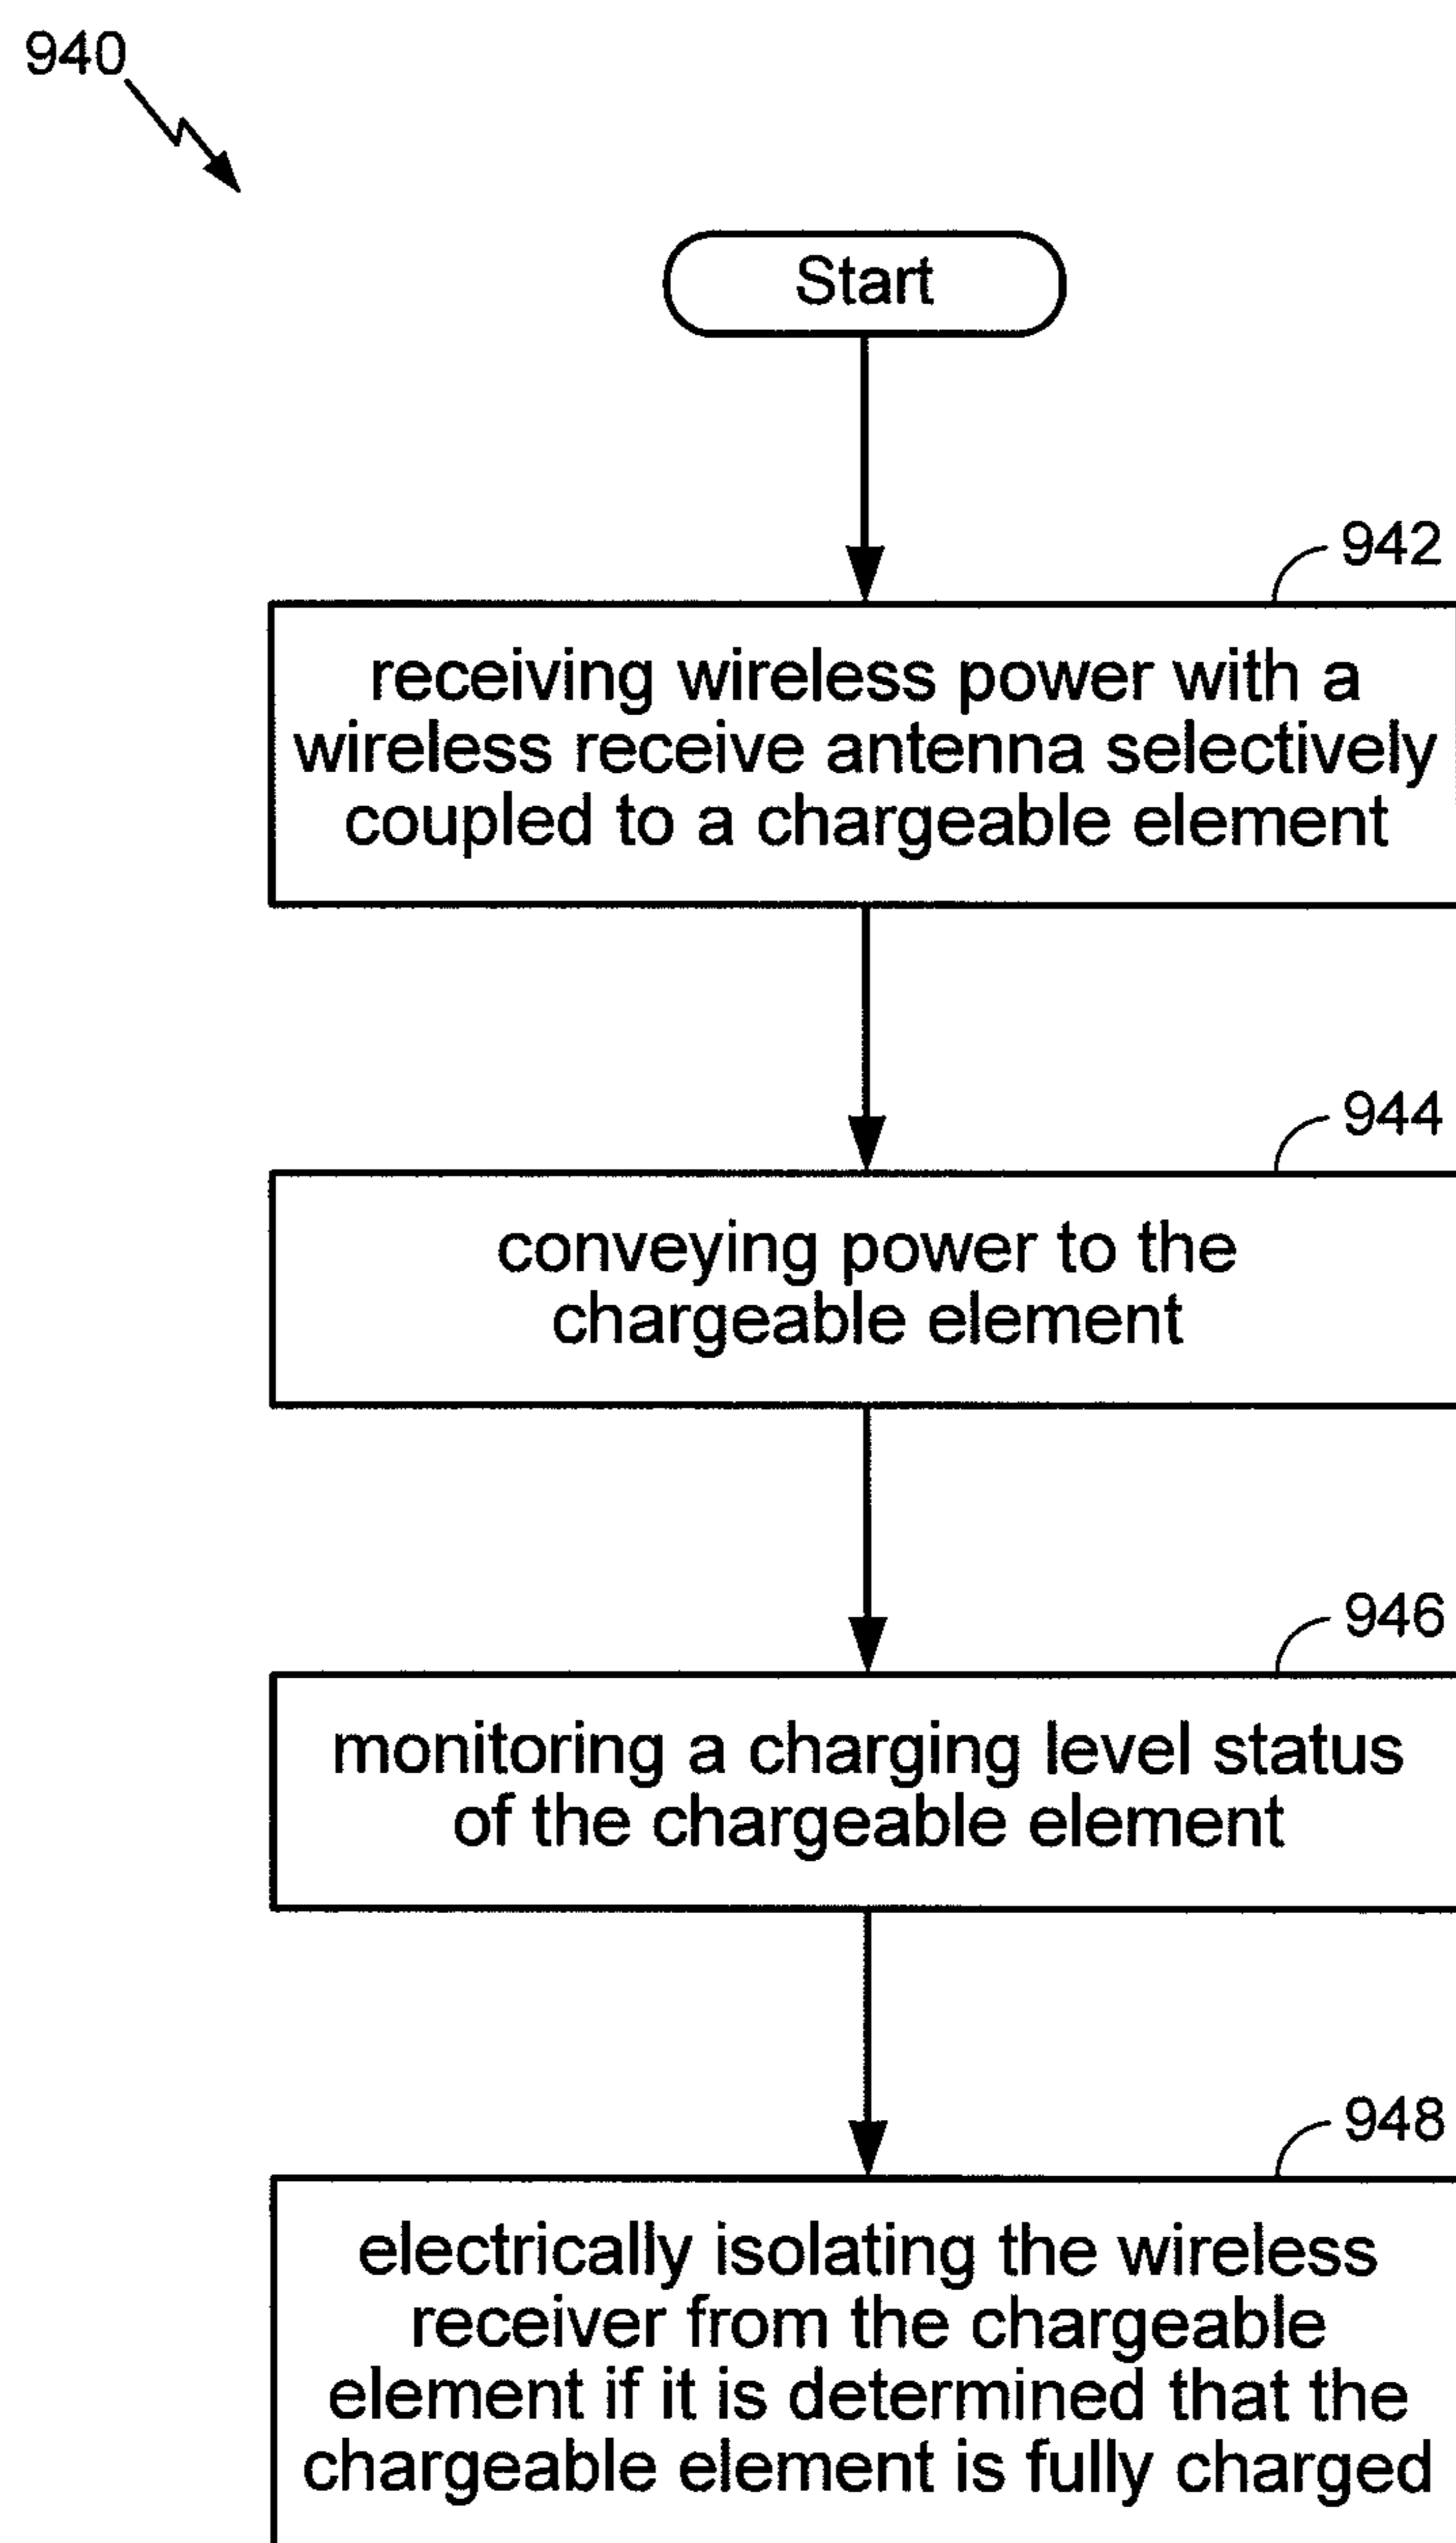 940
Start
942
receiving wireless power with a
wireless receive antenna selectively
coupled to a chargeable element
944
conveying power to the
chargeable element
946
monitoring a charging level status
of the chargeable element
948
electrically isolating the wireless
receiver from the chargeable
element if it is determined that the
chargeable element is fully charged